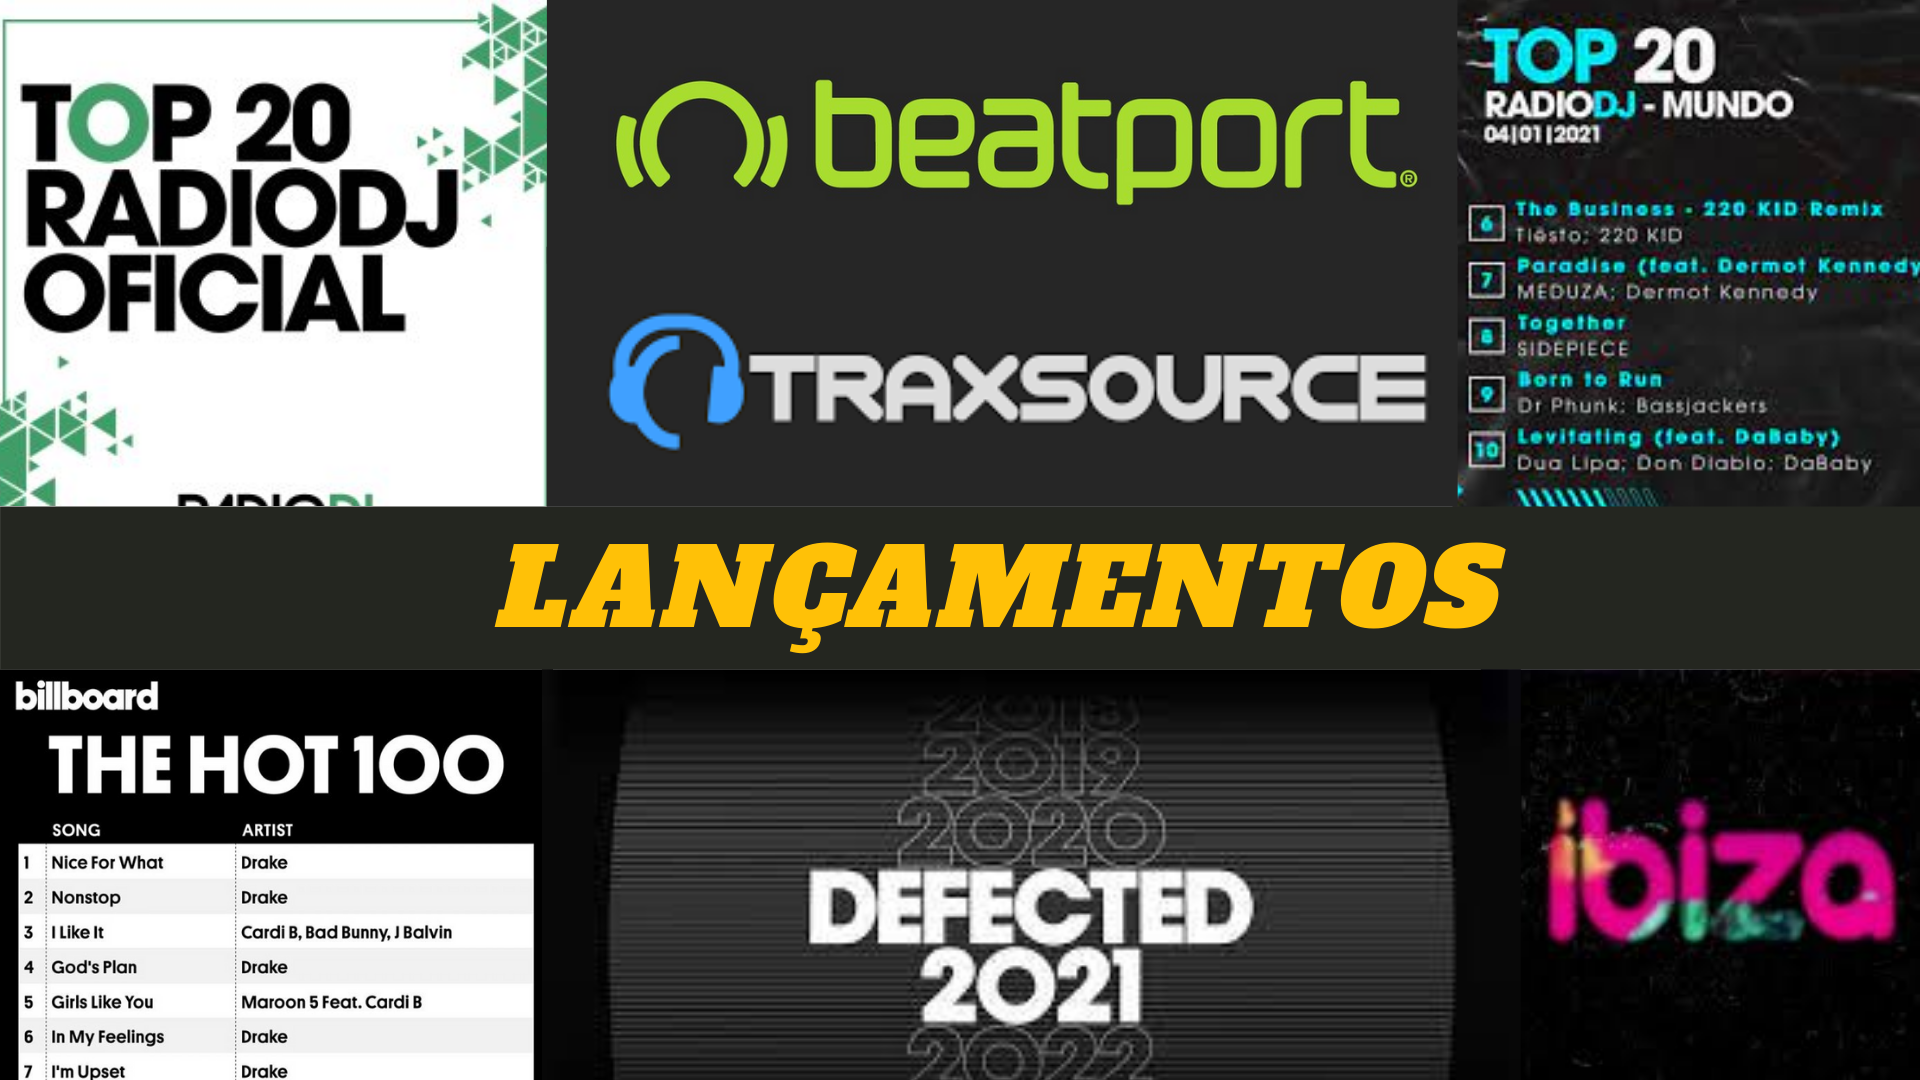 TOP 20
RADIODJ
OFICIAL
RADIODJ
beatport®
TRAXSOURCE
TOP 20
RADIODJ - MUNDO
04|01|2021
6 The Business - 220 KID Remix
Tiësto; 220 KID
7 Paradise (feat. Dermot Kennedy
MEDUZA; Dermot Kennedy
8 Together
SIDEPIECE
9 Born to Run
Dr Phunk; Bassjackers
10 Levitating (feat. DaBaby)
Dua Lipa; Don Diablo; DaBaby
LANÇAMENTOS
billboard
THE HOT 100
SONG ARTIST
1 Nice For What Drake
2 Nonstop Drake
3 I Like It Cardi B, Bad Bunny, J Balvin
4 God's Plan Drake
5 Girls Like You Maroon 5 Feat. Cardi B
6 In My Feelings Drake
7 I'm Upset Drake
2018
2019
2020
DEFECTED
2021
2022
ibiza